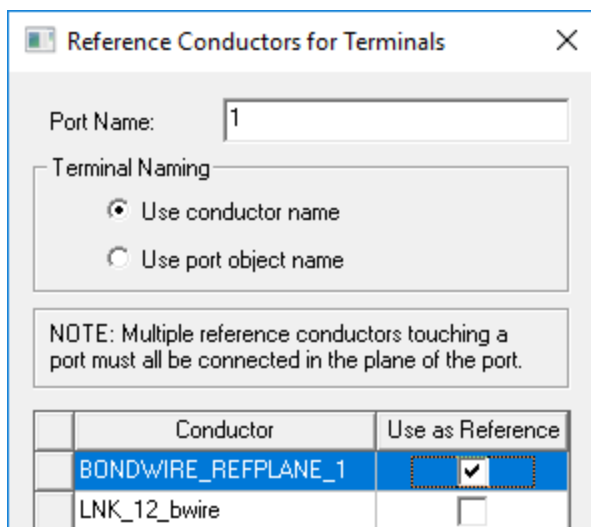 Reference Conductors for Terminals
Port Name:
1
Terminal Naming
Use conductor name
Use port object name
NOTE: Multiple reference conductors touching a
port must all be connected in the plane of the port.
Conductor Use as Reference
BONDWIRE_REFPLANE_1
LNK_12_bwire